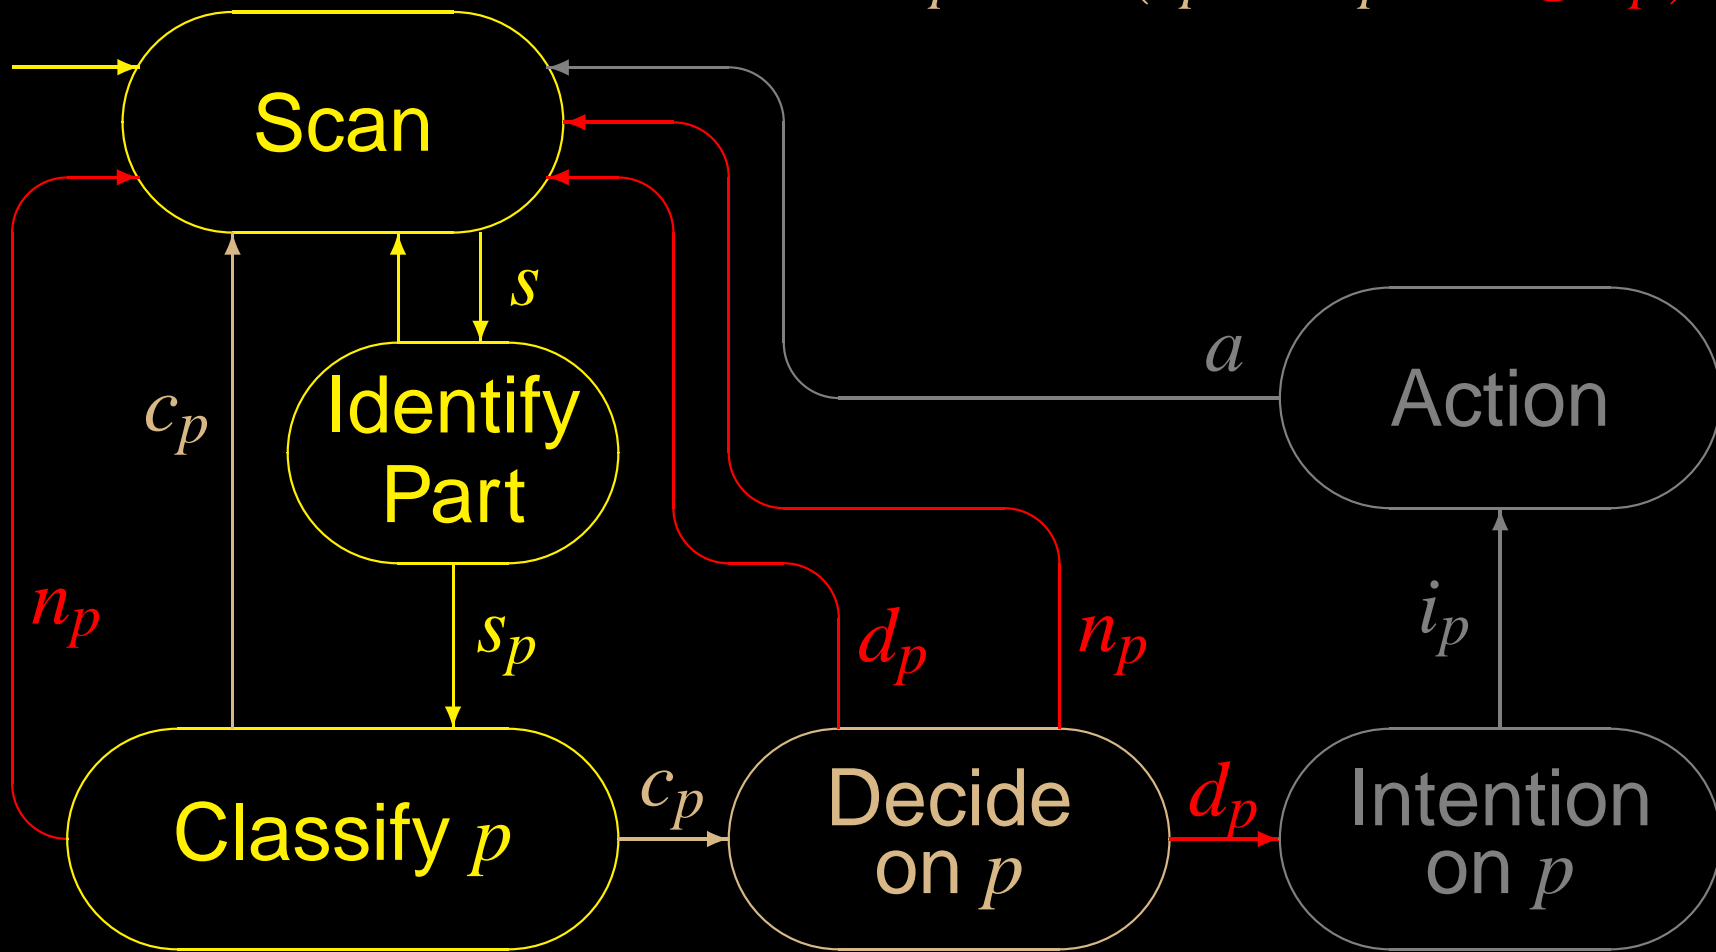 Scan
s
Identify
Part
a
Action
c_p
n_p
s_p
d_p
n_p
i_p
Classify p
c_p
Decide
on p
d_p
Intention
on p